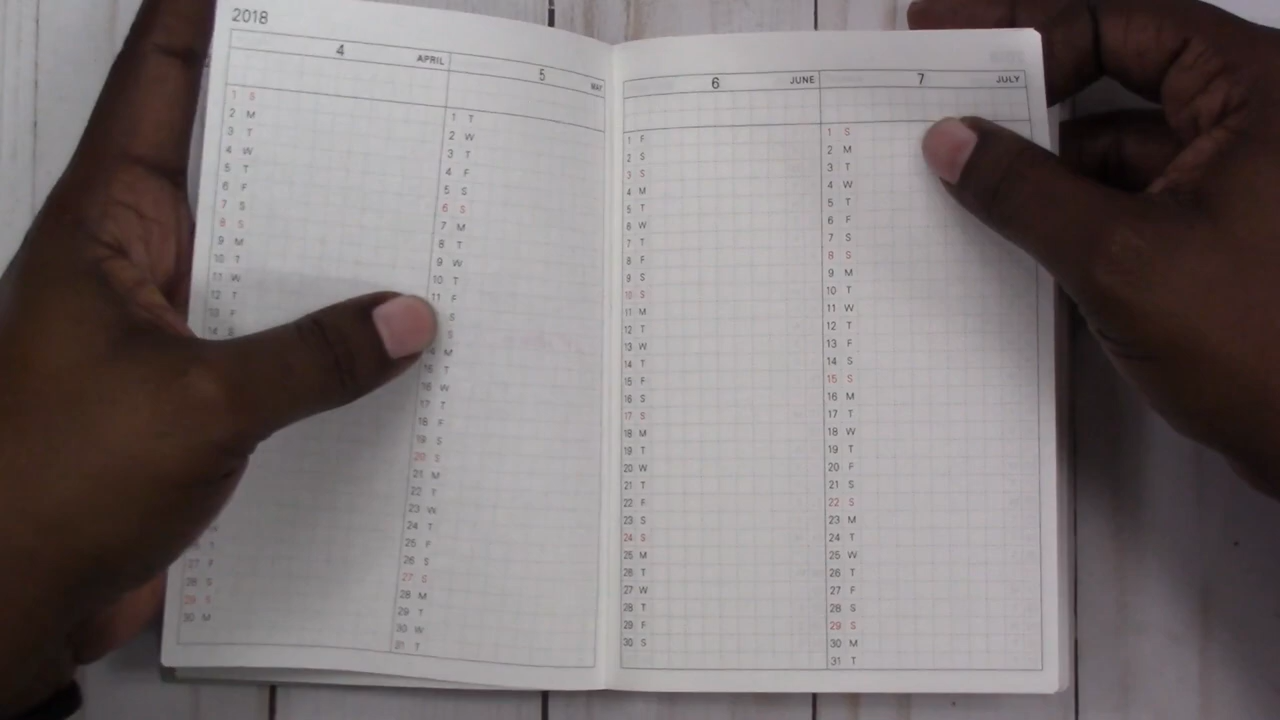 2018
4 APRIL
1 S
2 M
3 T
4 W
5 T
6 F
7 S
8 S
9 M
10 T
11 W
12 T
13 F
14 S
27 F
28 S
29 S
30 M
5 MAY
1 T
2 W
3 T
4 F
5 S
6 S
7 M
8 T
9 W
10 T
11 F
S
S
M
15 T
16 W
17 T
18 F
19 S
20 S
21 M
22 T
23 W
24 T
25 F
26 S
27 S
28 M
29 T
30 W
31 T
6 JUNE
1 F
2 S
3 S
4 M
5 T
6 W
7 T
8 F
9 S
10 S
11 M
12 T
13 W
14 T
15 F
16 S
17 S
18 M
19 T
20 W
21 T
22 F
23 S
24 S
25 M
26 T
27 W
28 T
29 F
30 S
7 JULY
1 S
2 M
3 T
4 W
5 T
6 F
7 S
8 S
9 M
10 T
11 W
12 T
13 F
14 S
15 S
16 M
17 T
18 W
19 T
20 F
21 S
22 S
23 M
24 T
25 W
26 T
27 F
28 S
29 S
30 M
31 T